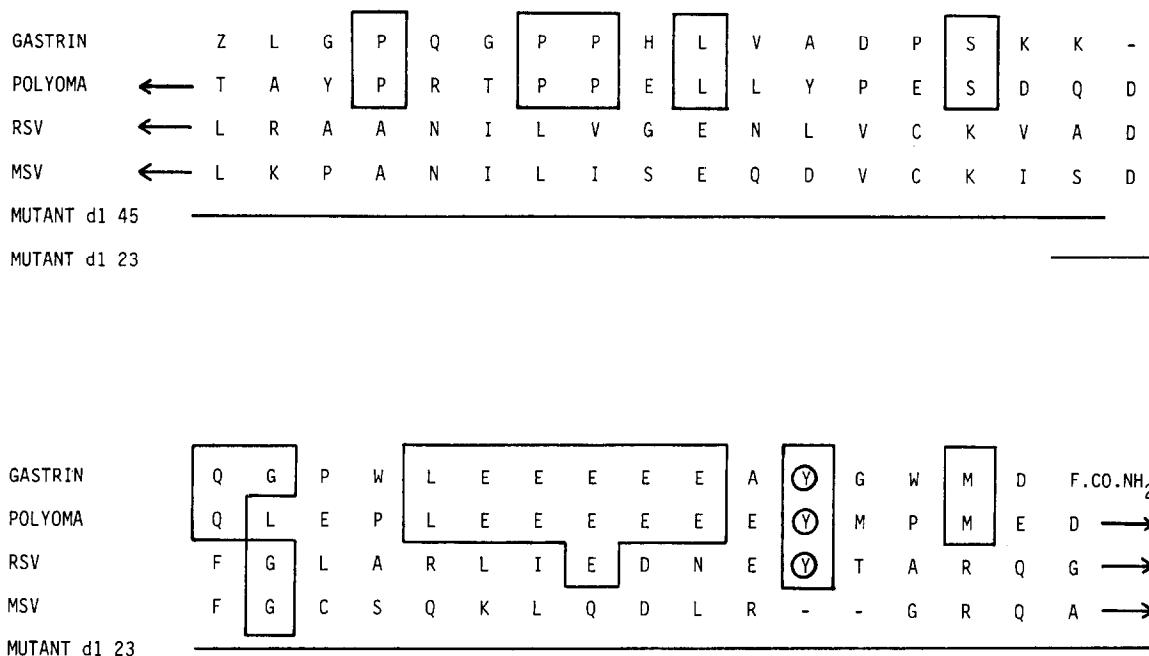 GASTRIN Z L G P Q G P P H L V A D P S K K -
POLYOMA ← T A Y P R T P P E L L Y P E S D Q D
RSV ← L R A A N I L V G E N L V C K V A D
MSV ← L K P A N I L I S E Q D V C K I S D
MUTANT dl 45
MUTANT dl 23
GASTRIN Q G P W L E E E E E A Y G W M D F.CO.NH2
POLYOMA Q L E P L E E E E E E Y M P M E D →
RSV F G L A R L I E D N E Y T A R Q G →
MSV F G C S Q K L Q D L R - - G R Q A →
MUTANT dl 23